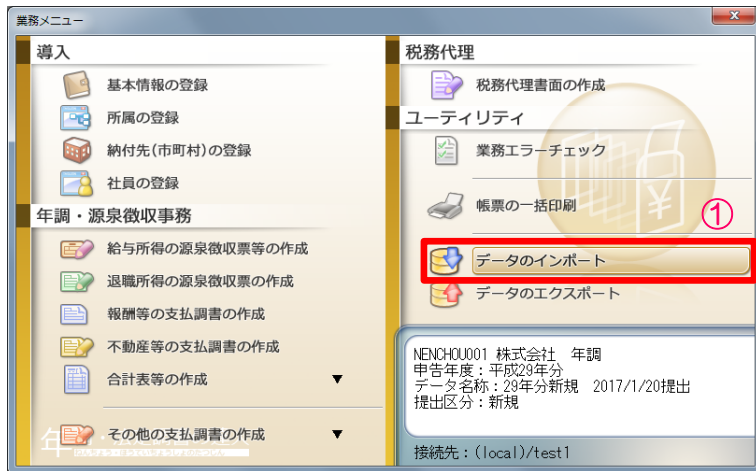 業務メニュー
導入
基本情報の登録
所属の登録
納付先(市町村)の登録
社員の登録
年調・源泉徴収事務
給与所得の源泉徴収票等の作成
退職所得の源泉徴収票の作成
報酬等の支払調書の作成
不動産等の支払調書の作成
合計表等の作成 ▼
その他の支払調書の作成 ▼
税務代理
税務代理書面の作成
ユーティリティ
業務エラーチェック
帳票の一括印刷
①
データのインポート
データのエクスポート
NENCHOU001 株式会社 年調
申告年度:平成29年分
データ名称:29年分新規 2017/1/20提出
提出区分:新規
接続先:(local)/test1